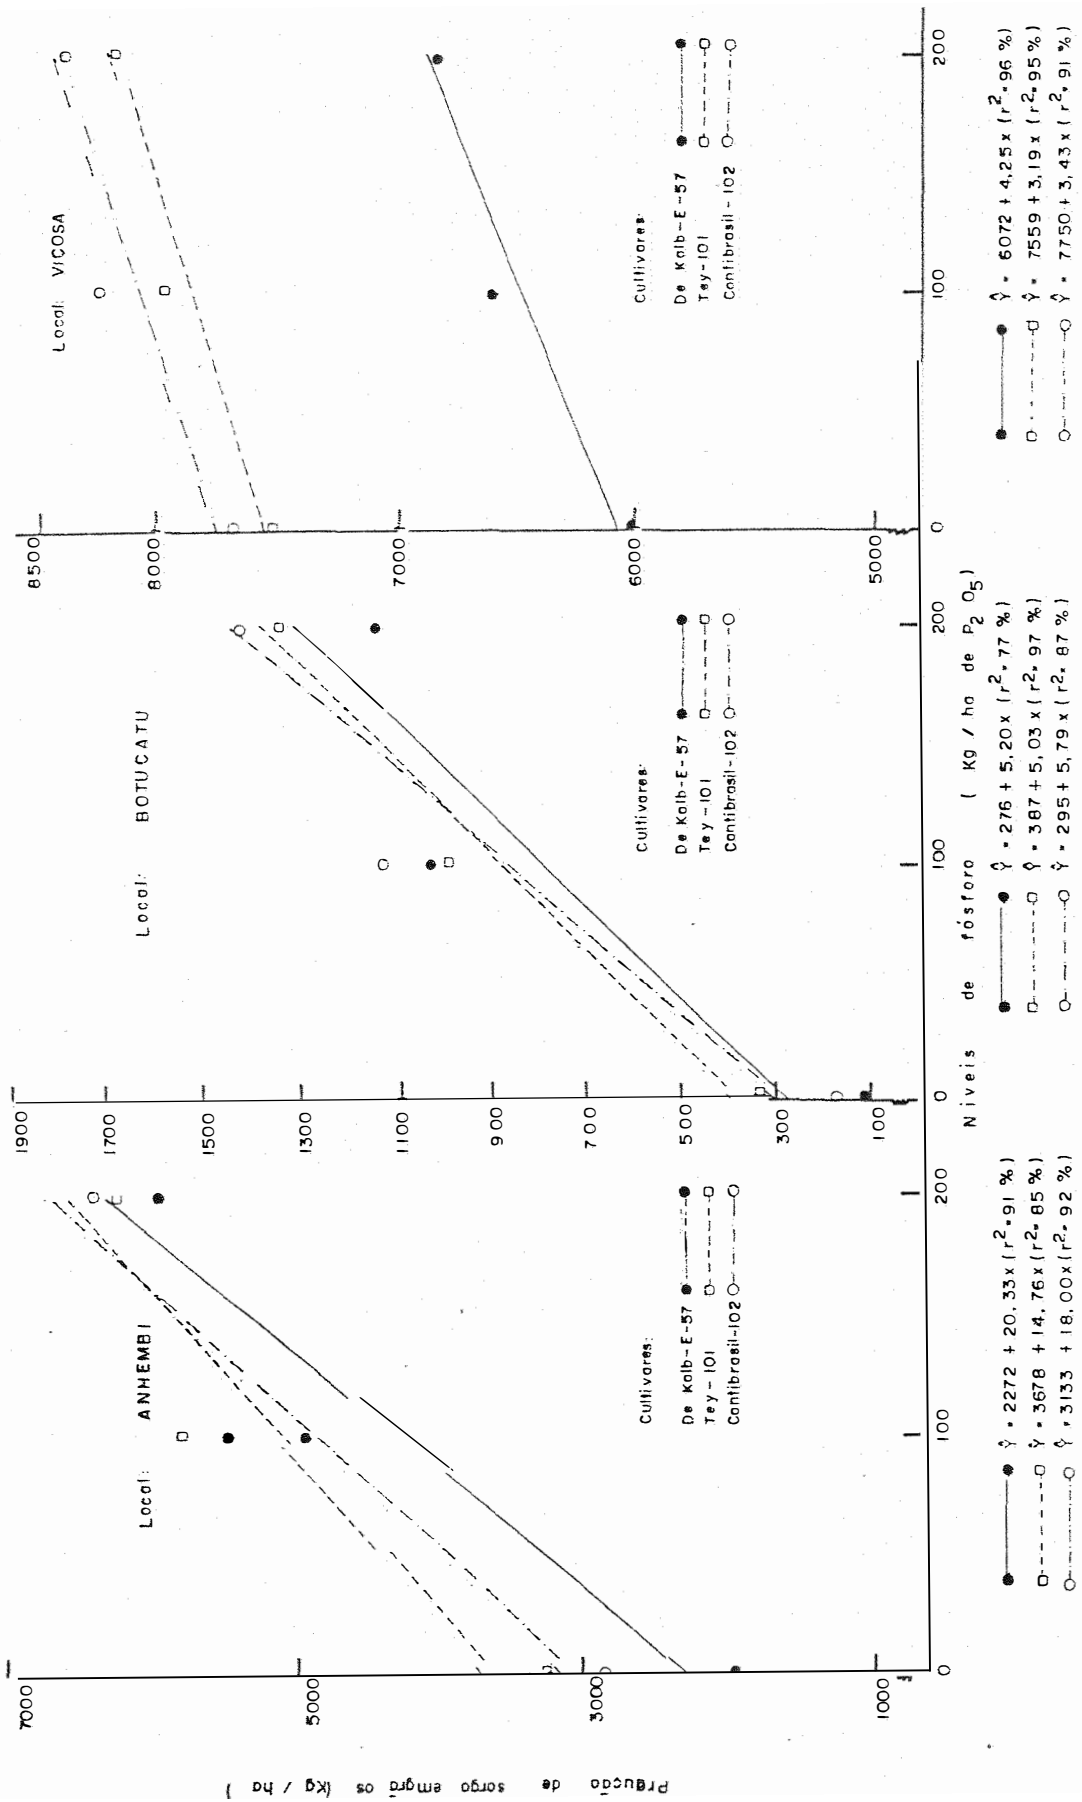 Prdução de sorgo em grãos (Kg / ha )
Local: ANHEMBI
7000
5000
3000
1000
0
100
200
Cultivares:
De Kalb-E-57
Tey-101
Contibrasil-102
Ŷ = 2272 + 20,33x (r² = 91 %)
Ŷ = 3678 + 14,76x (r² = 85 %)
Ŷ = 3133 + 18,00x (r² = 92 %)
Local: BOTUCATU
1900
1700
1500
1300
1100
900
700
500
300
100
0
100
200
Cultivares:
De Kalb-E-57
Tey-101
Contibrasil-102
Níveis de fósforo ( Kg / ha de P2 O5 )
Ŷ = 276 + 5,20x (r² = 77 %)
Ŷ = 387 + 5,03x (r² = 97 %)
Ŷ = 295 + 5,79x (r² = 87 %)
Local: VIÇOSA
8500
8000
7000
6000
5000
0
100
200
Cultivares:
De Kalb-E-57
Tey-101
Contibrasil-102
Ŷ = 6072 + 4,25x (r² = 96 %)
Ŷ = 7559 + 3,19x (r² = 95 %)
Ŷ = 7750 + 3,43x (r² = 91 %)